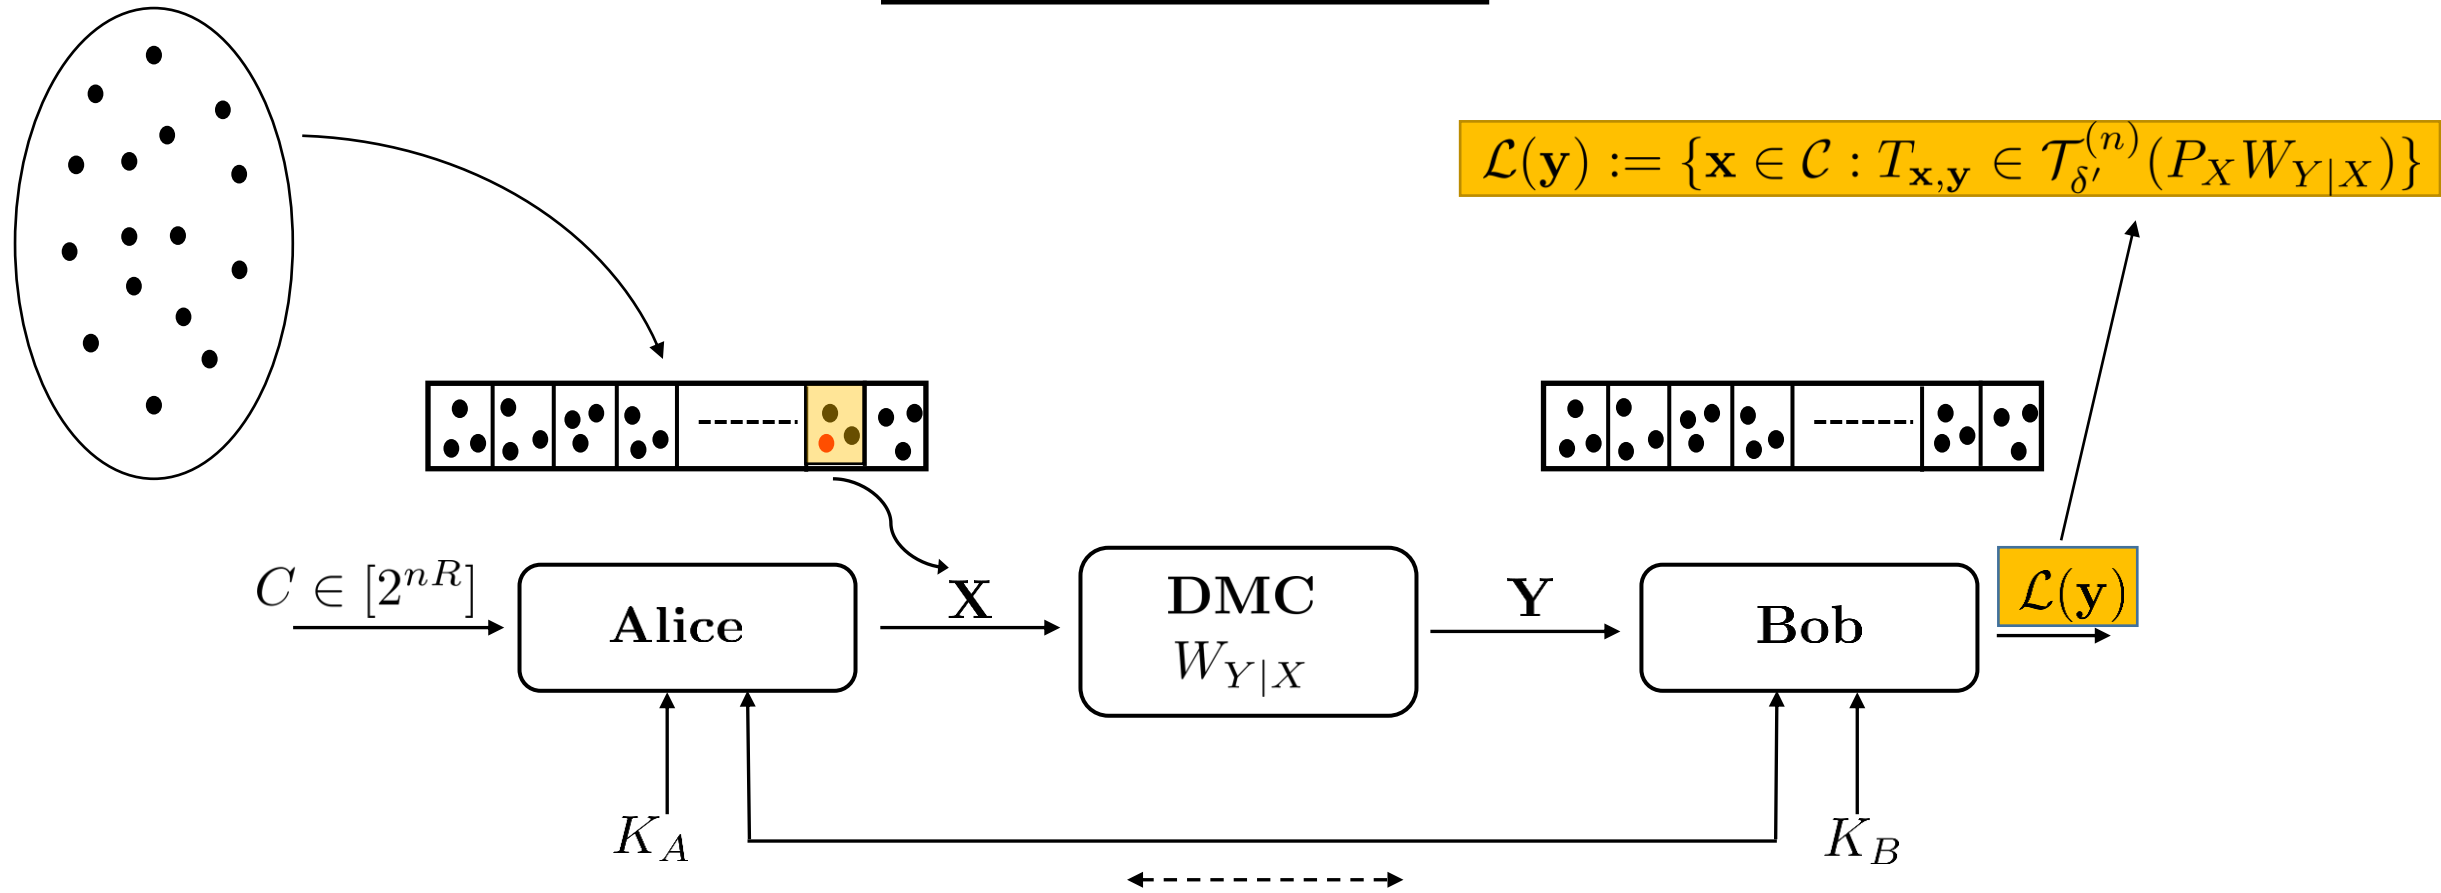 𝓛(𝐲) := {𝐱 ∈ 𝒞 : T_{𝐱,𝐲} ∈ 𝒯_{δ′}^{(n)}(P_X W_{Y|X})}
C ∈ [2^{nR}]
Alice
𝐗
DMC
W_{Y|X}
𝐘
Bob
𝓛(𝐲)
K_A
K_B